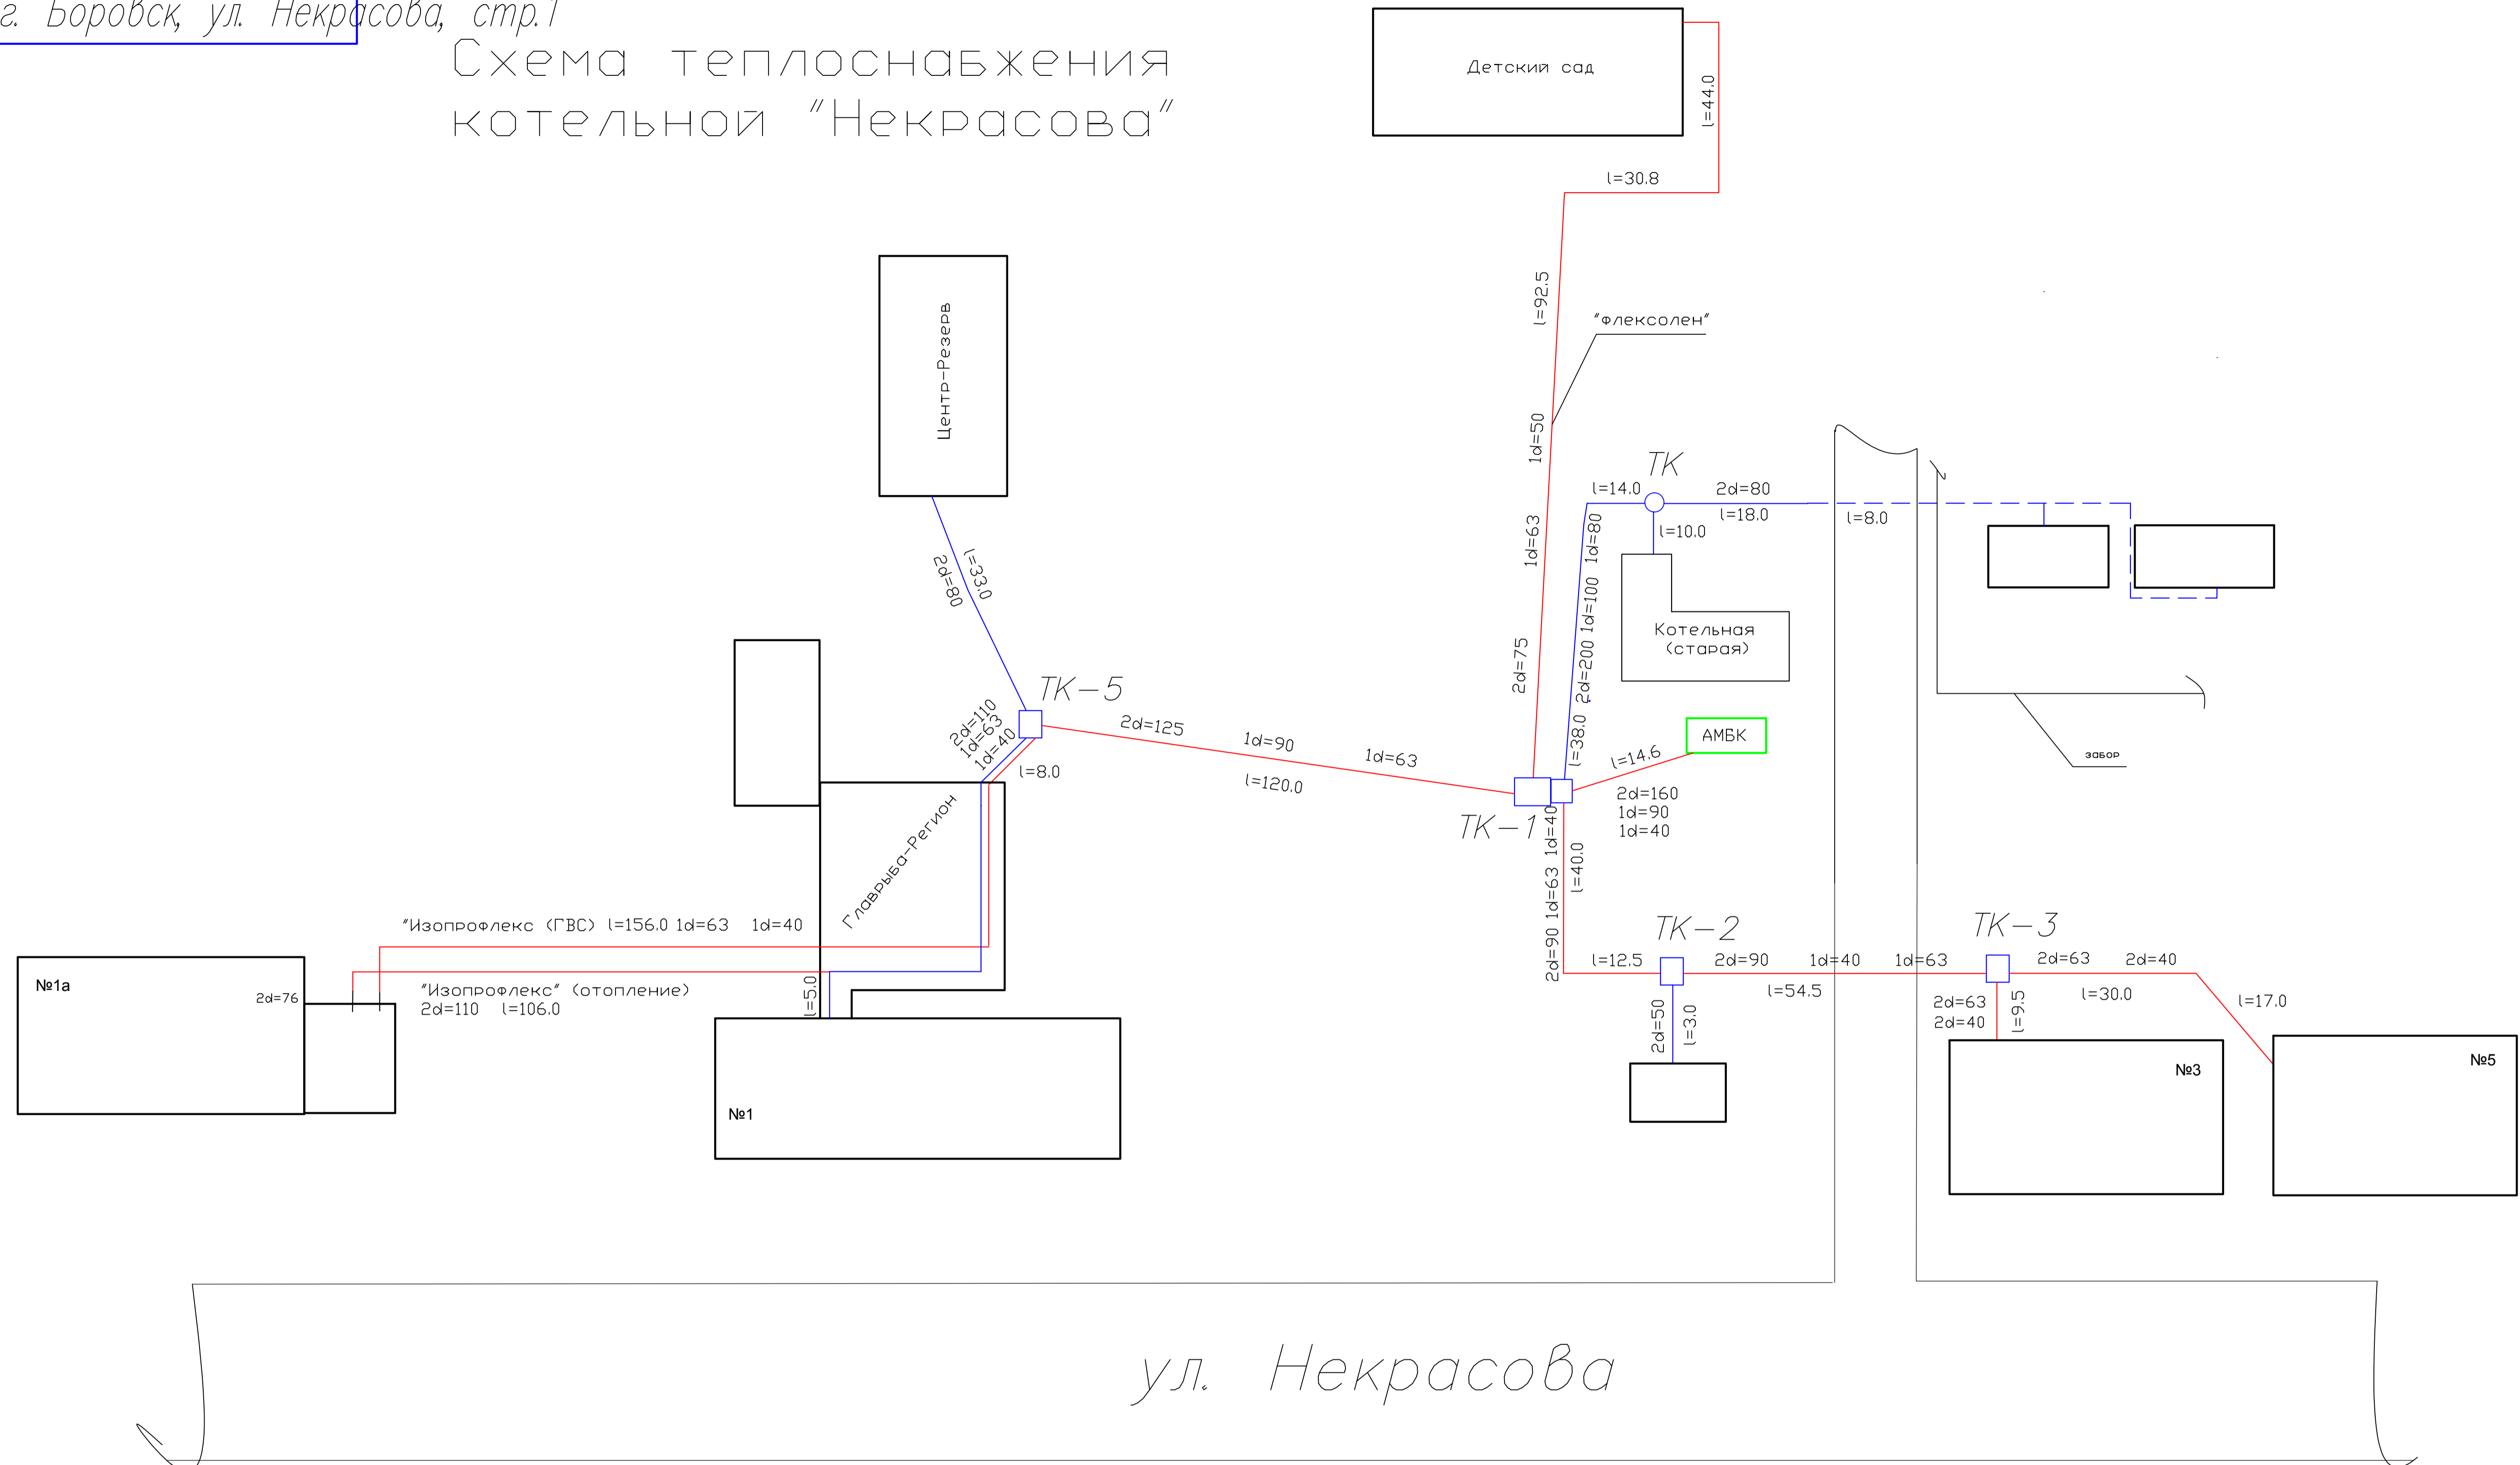 г. Боровск, ул. Некрасова, стр.1
Схема теплоснабжения
котельной "Некрасова"
Детский сад
l=44.0
l=30.8
l=92.5
"Флексолен"
1d=50
1d=63
2d=75
Центр-Резерв
l=33.0
2d=80
ТК
l=14.0
2d=80
l=18.0
l=8.0
l=10.0
1d=80
1d=100
2d=200
l=38.0
Котельная
(старая)
ТК-5
2d=110
1d=63
1d=40
l=8.0
2d=125
1d=90
1d=63
l=120.0
АМБК
l=14.6
2d=160
1d=90
1d=40
забор
ТК-1
1d=40
1d=63
2d=90
l=40.0
Главрыба-Регион
"Изопрофлекс (ГВС) l=156.0 1d=63 1d=40
ТК-2
ТК-3
l=12.5
2d=90
1d=40
1d=63
l=54.5
2d=63
2d=40
l=30.0
l=17.0
№1а
2d=76
"Изопрофлекс" (отопление)
2d=110 l=106.0
l=5.0
2d=50
l=3.0
2d=63
2d=40
l=9.5
№3
№5
№1
ул. Некрасова